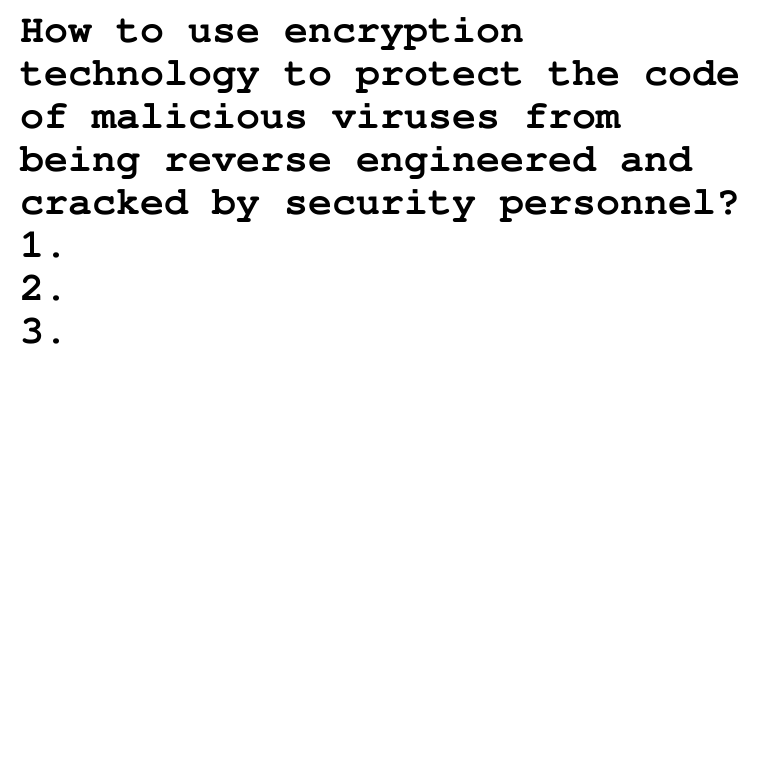 How to use encryption
technology to protect the code
of malicious viruses from
being reverse engineered and
cracked by security personnel?
1.
2.
3.